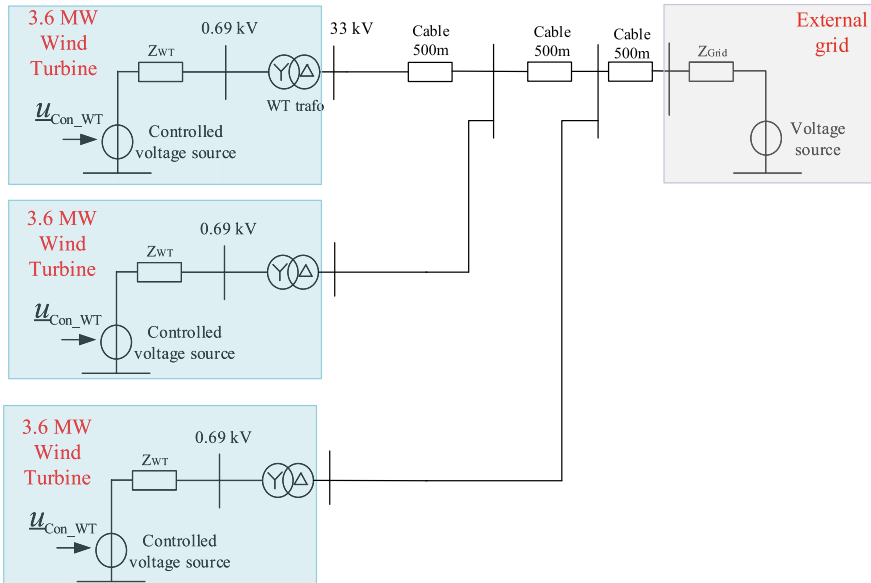 3.6 MW
Wind
Turbine
ZWT
0.69 kV
33 kV
WT trafo
uCon_WT
Controlled
voltage source
Cable
500m
Cable
500m
Cable
500m
External
grid
ZGrid
Voltage
source
3.6 MW
Wind
Turbine
ZWT
0.69 kV
uCon_WT
Controlled
voltage source
3.6 MW
Wind
Turbine
ZWT
0.69 kV
uCon_WT
Controlled
voltage source